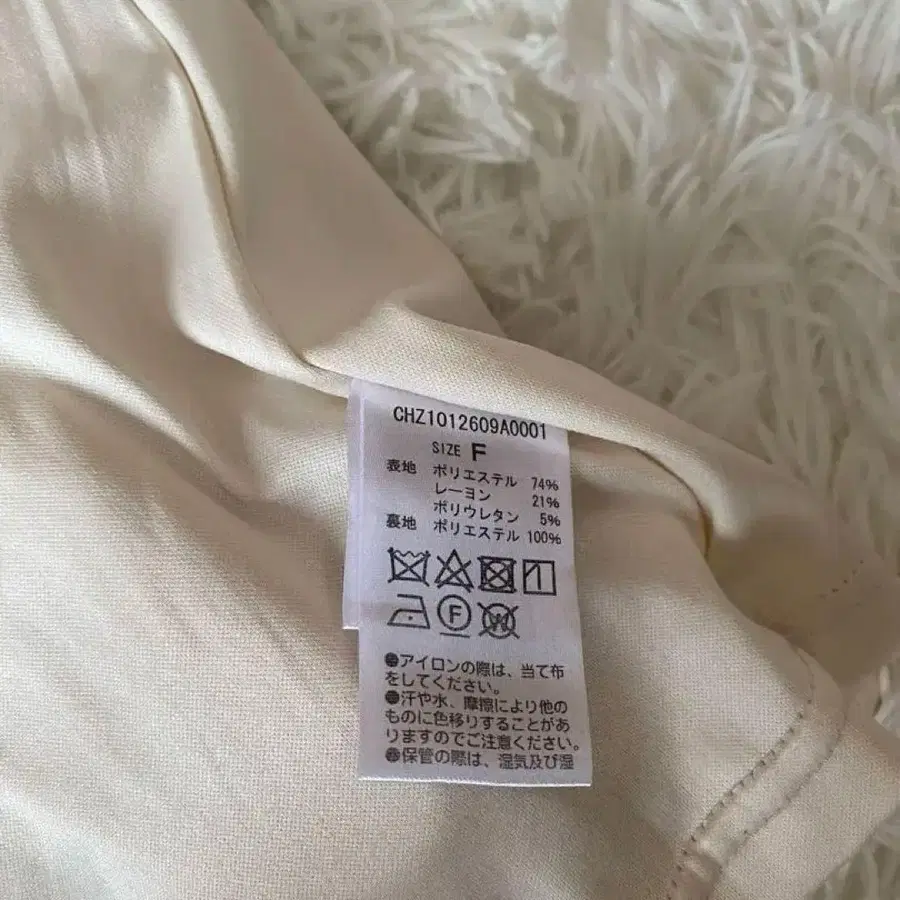 CHZ1012609A0001
SIZE F
表地 ポリエステル 74%
レーヨン 21%
ポリウレタン 5%
裏地 ポリエステル 100%
F
W
●アイロンの際は、当て布
をしてください。
●汗や水、摩擦により他の
ものに色移りすることがあ
りますのでご注意ください。
●保管の際は、湿気及び湿